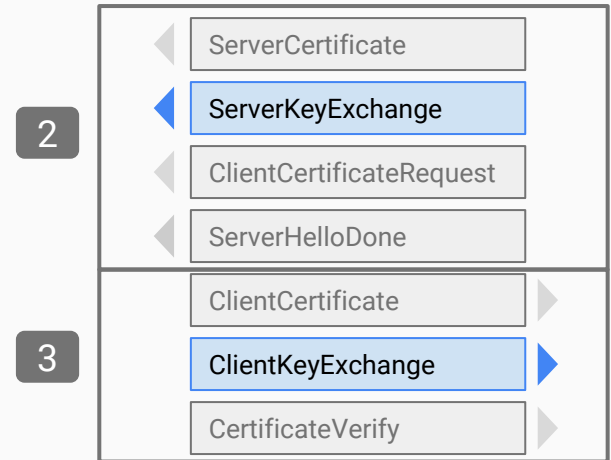 2
ServerCertificate
ServerKeyExchange
ClientCertificateRequest
ServerHelloDone
3
ClientCertificate
ClientKeyExchange
CertificateVerify